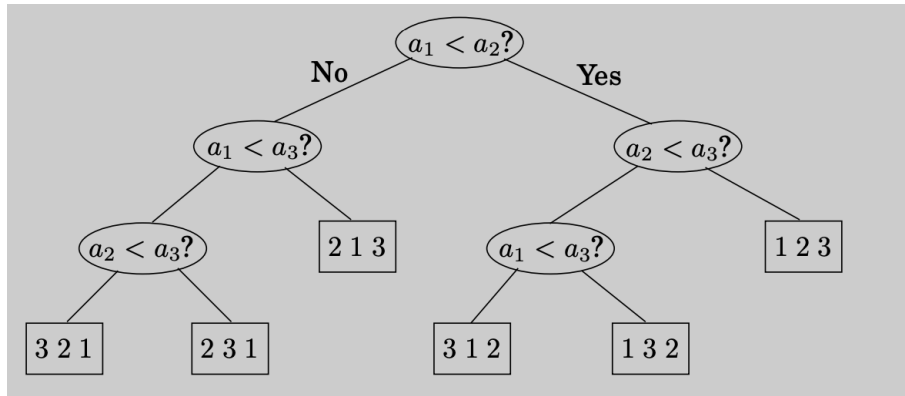 a₁ < a₂?
No
Yes
a₁ < a₃?
a₂ < a₃?
a₂ < a₃?
2 1 3
a₁ < a₃?
1 2 3
3 2 1
2 3 1
3 1 2
1 3 2